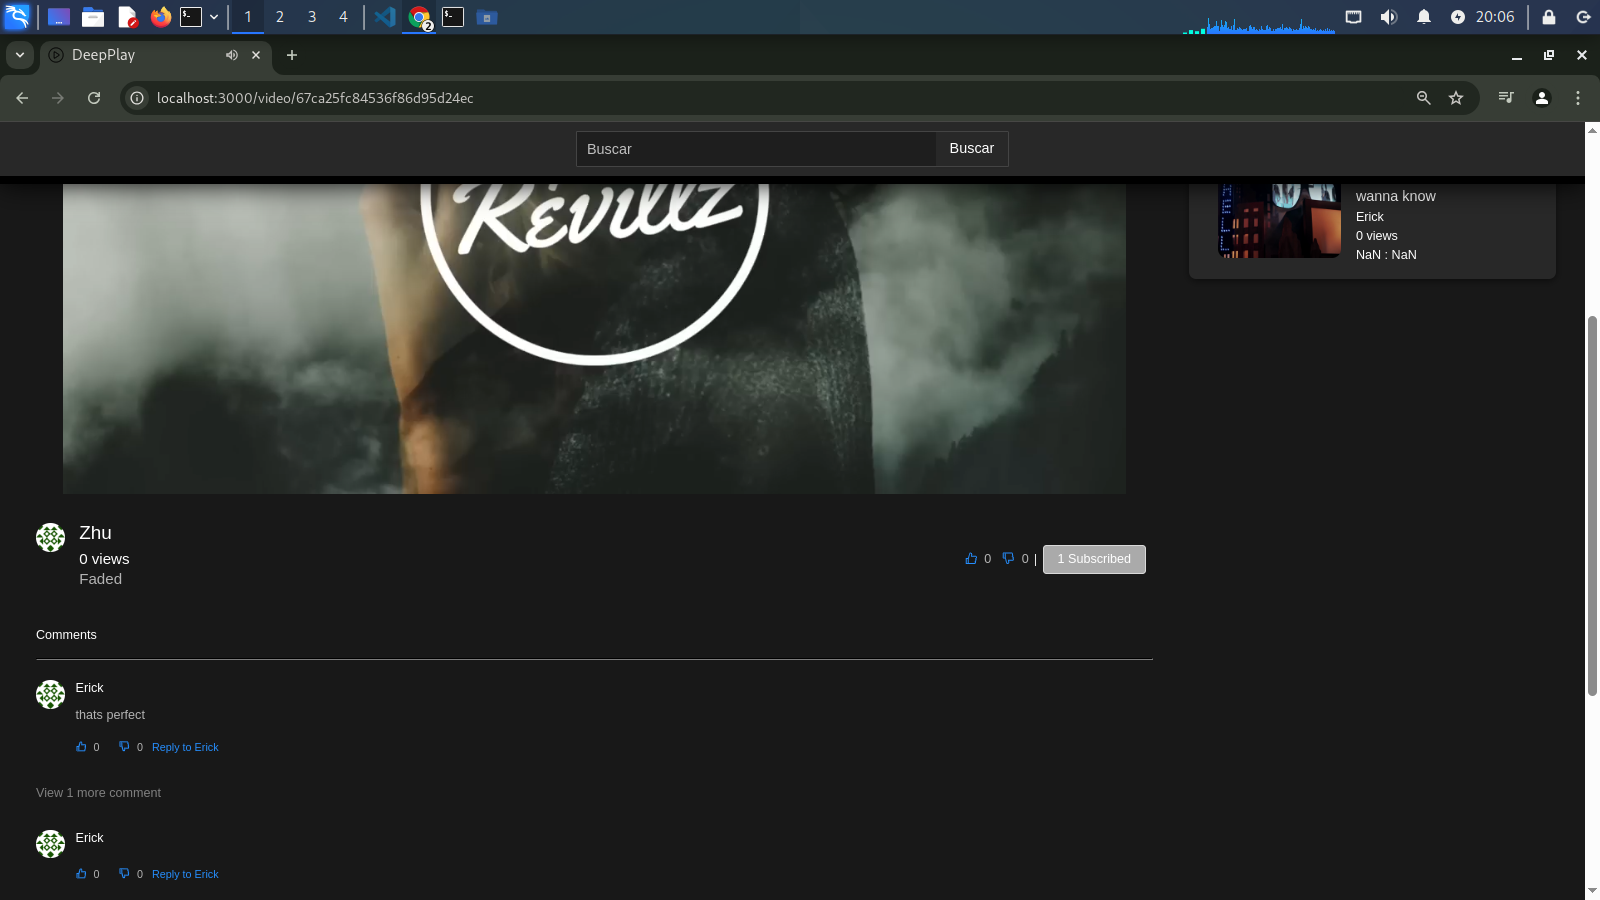 1 2 3 4
2
20:06
DeepPlay
localhost:3000/video/67ca25fc84536f86d95d24ec
Buscar Buscar
Révillz
wanna know
Erick
0 views
NaN : NaN
Zhu
0 views
Faded
0 0 | 1 Subscribed
Comments
Erick
thats perfect
0 0 Reply to Erick
View 1 more comment
Erick
0 0 Reply to Erick